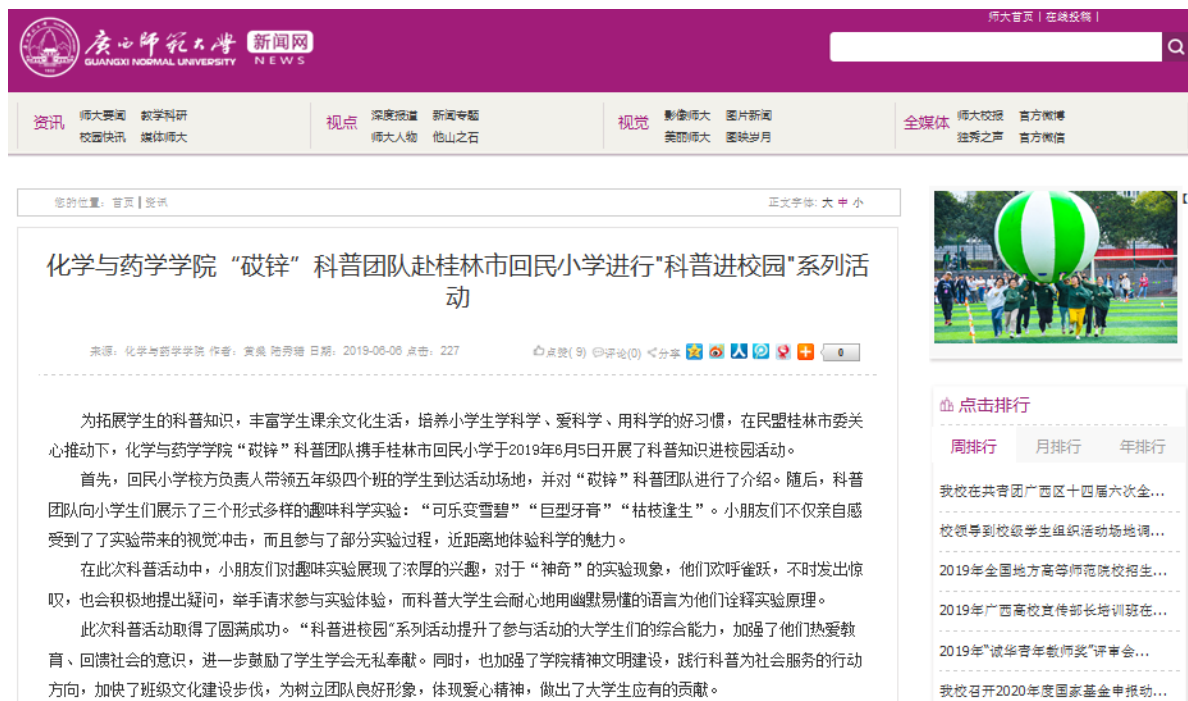 师大首页 | 在线投稿 |
广西师范大学 新闻网
GUANGXI NORMAL UNIVERSITY NEWS
资讯 师大要闻 教学科研
校园快讯 媒体师大
视点 深度报道 新闻专题
师大人物 他山之石
视觉 影像师大 图片新闻
美丽师大 图映岁月
全媒体 师大校报 官方微博
独秀之声 官方微信
您的位置: 首页 | 资讯
正文字体: 大 中 小
化学与药学学院“砹锌”科普团队赴桂林市回民小学进行"科普进校园"系列活
动
来源: 化学与药学学院 作者: 黄 陆秀 日期: 2019-06-06 点击: 227
点赞( 9) 评论(0) 分享 0
为拓展学生的科普知识，丰富学生课余文化生活，培养小学生学科学、爱科学、用科学的好习惯，在民盟桂林市委关
心推动下，化学与药学学院“砹锌”科普团队携手桂林市回民小学于2019年6月5日开展了科普知识进校园活动。
首先，回民小学校方负责人带领五年级四个班的学生到达活动场地，并对“砹锌”科普团队进行了介绍。随后，科普
团队向小学生们展示了三个形式多样的趣味科学实验：“可乐变雪碧”“巨型牙膏”“枯枝逢生”。小朋友们不仅亲自感
受到了了实验带来的视觉冲击，而且参与了部分实验过程，近距离地体验科学的魅力。
在此次科普活动中，小朋友们对趣味实验展现了浓厚的兴趣，对于“神奇”的实验现象，他们欢呼雀跃，不时发出惊
叹，也会积极地提出疑问，举手请求参与实验体验，而科普大学生会耐心地用幽默易懂的语言为他们诠释实验原理。
此次科普活动取得了圆满成功。“科普进校园”系列活动提升了参与活动的大学生们的综合能力，加强了他们热爱教
育、回馈社会的意识，进一步鼓励了学生学会无私奉献。同时，也加强了学院精神文明建设，践行科普为社会服务的行动
方向，加快了班级文化建设步伐，为树立团队良好形象，体现爱心精神，做出了大学生应有的贡献。
点击排行
周排行 月排行 年排行
我校在共青团广西区十四届六次全...
校领导到校级学生组织活动场地调...
2019年全国地方高等师范院校招生...
2019年广西高校宣传部长培训班在...
2019年“诚华青年教师奖”评审会...
我校召开2020年度国家基金申报动...